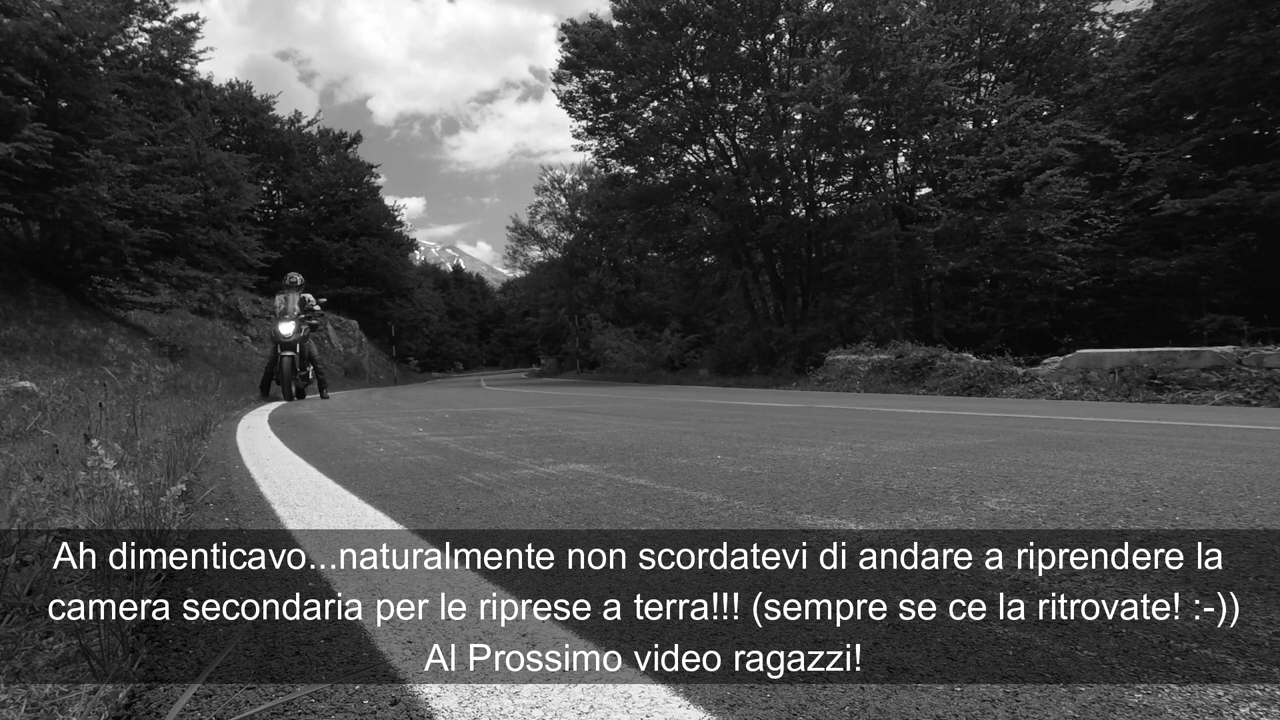 Ah dimenticavo...naturalmente non scordatevi di andare a riprendere la
camera secondaria per le riprese a terra!!! (sempre se ce la ritrovate! :-))
Al Prossimo video ragazzi!